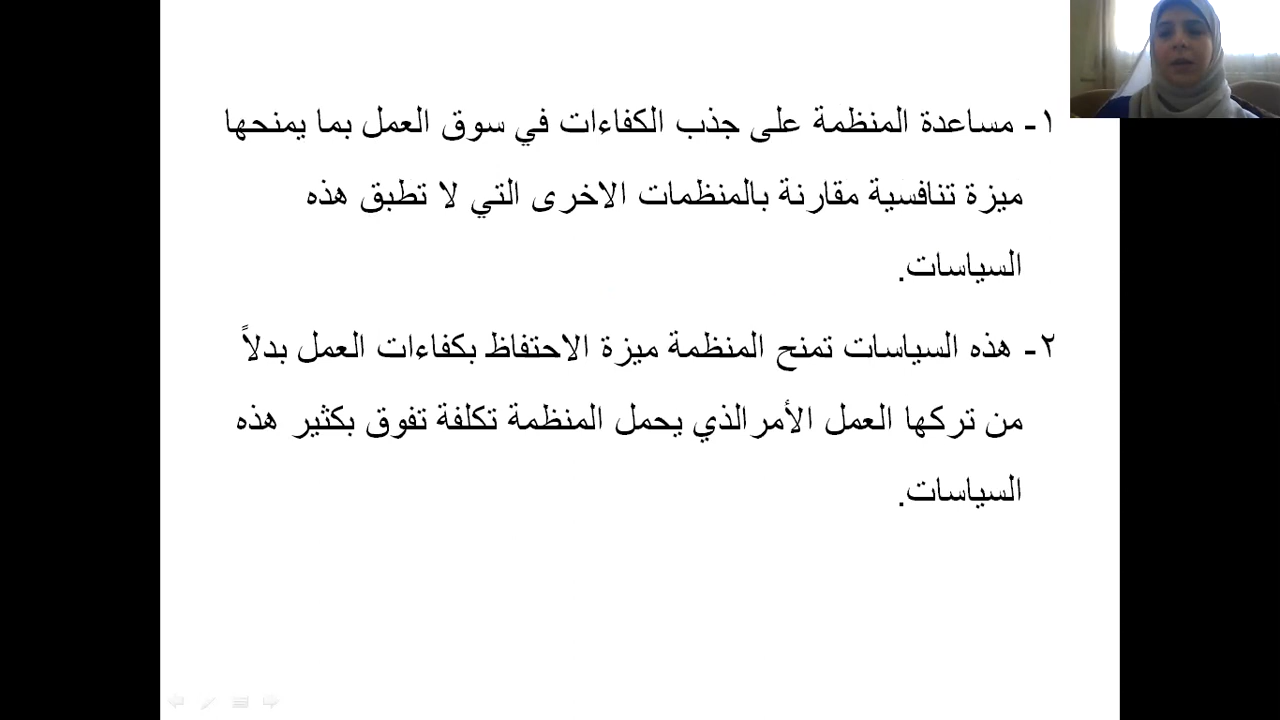 ١- مساعدة المنظمة على جذب الكفاءات في سوق العمل بما يمنحها
ميزة تنافسية مقارنة بالمنظمات الاخرى التي لا تطبق هذه
السياسات.
٢- هذه السياسات تمنح المنظمة ميزة الاحتفاظ بكفاءات العمل بدلاً
من تركها العمل الأمرالذي يحمل المنظمة تكلفة تفوق بكثير هذه
السياسات.